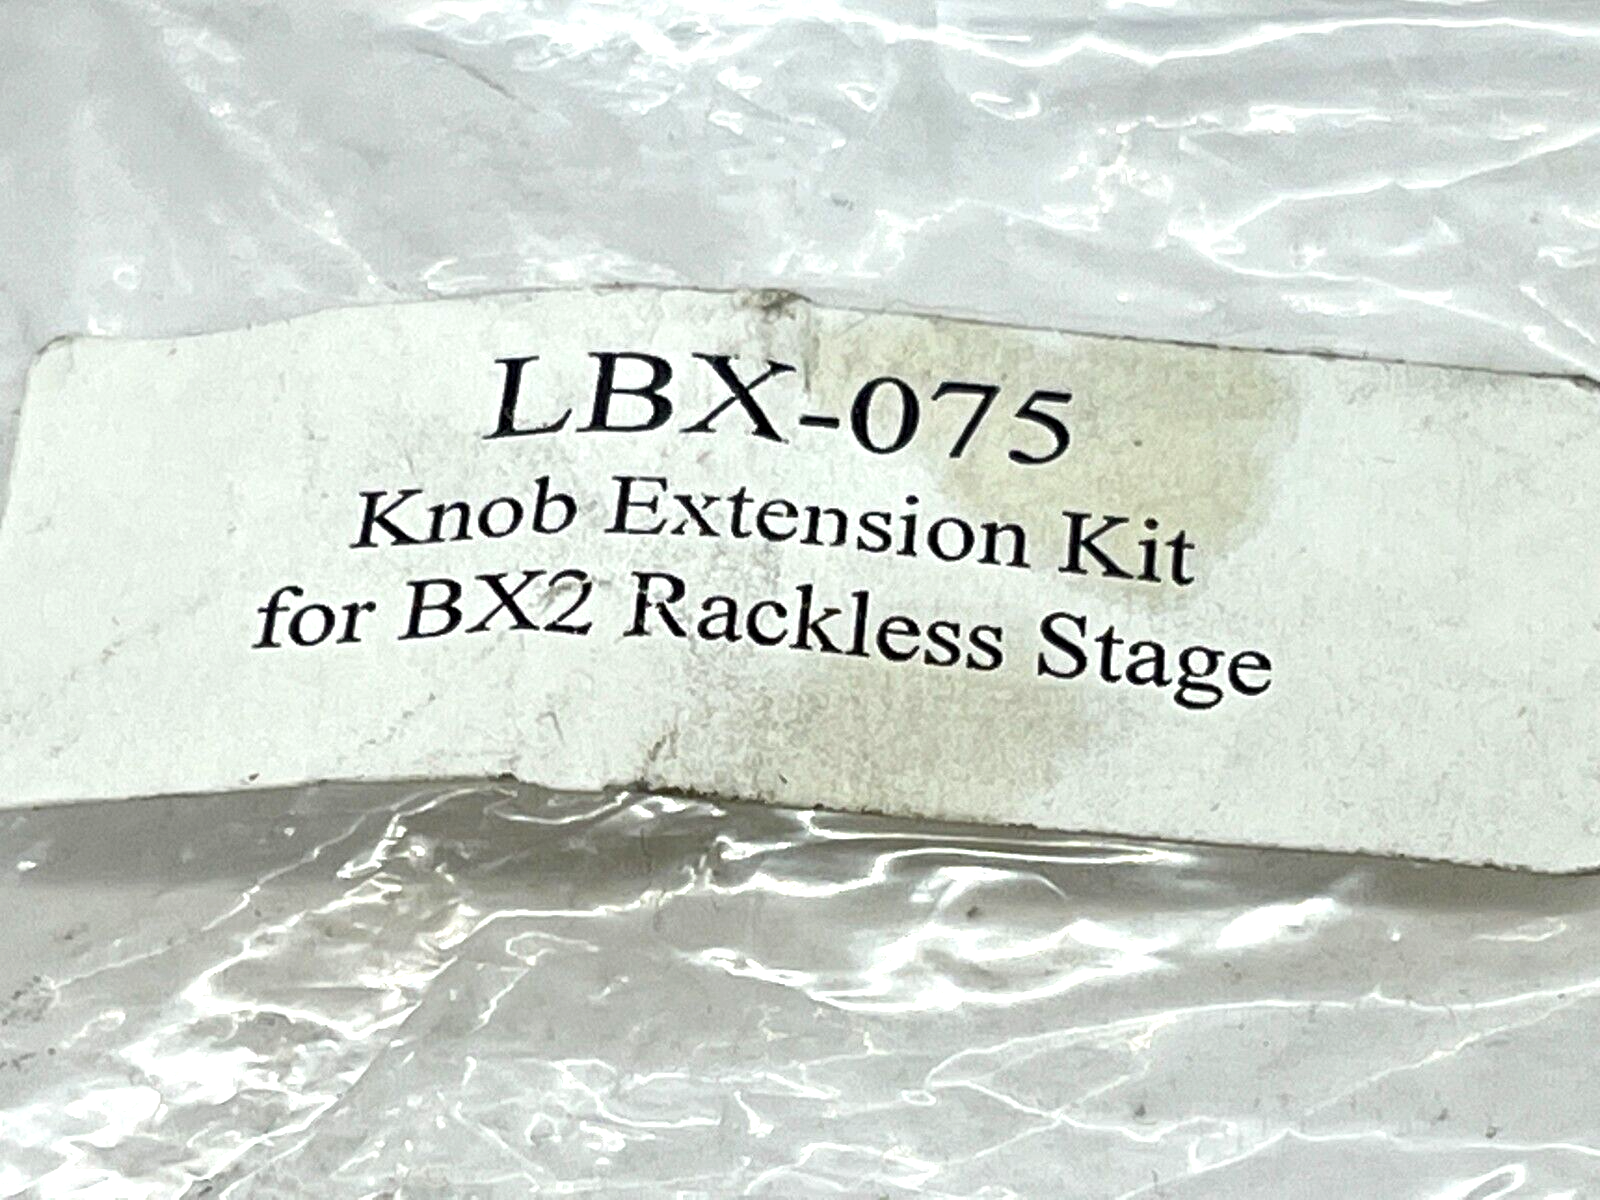 LBX-075
Knob Extension Kit
for BX2 Rackless Stage